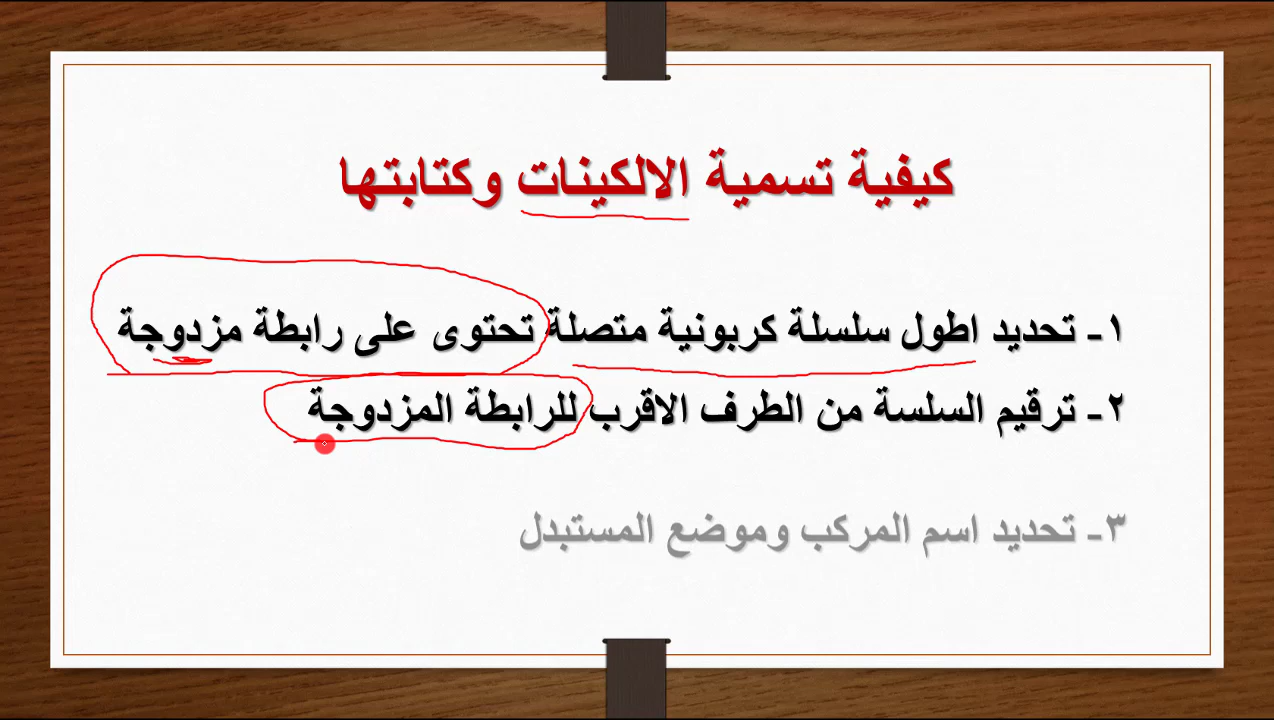 كيفية تسمية الالكينات وكتابتها
١- تحديد اطول سلسلة كربونية متصلة تحتوى على رابطة مزدوجة
٢- ترقيم السلسة من الطرف الاقرب للرابطة المزدوجة
٣- تحديد اسم المركب وموضع المستبدل